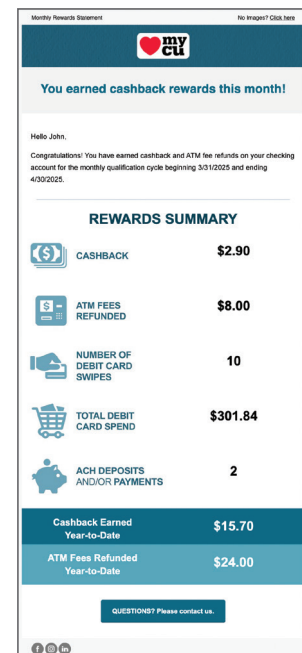 Monthly Rewards Statement No Images? Click here
my
cu
You earned cashback rewards this month!
Hello John,
Congratulations! You have earned cashback and ATM fee refunds on your checking
account for the monthly qualification cycle beginning 3/31/2025 and ending
4/30/2025.
REWARDS SUMMARY
CASHBACK $2.90
ATM FEES
REFUNDED $8.00
NUMBER OF
DEBIT CARD
SWIPES 10
TOTAL DEBIT
CARD SPEND $301.84
ACH DEPOSITS
AND/OR PAYMENTS 2
Cashback Earned
Year-to-Date $15.70
ATM Fees Refunded
Year-to-Date $24.00
QUESTIONS? Please contact us.